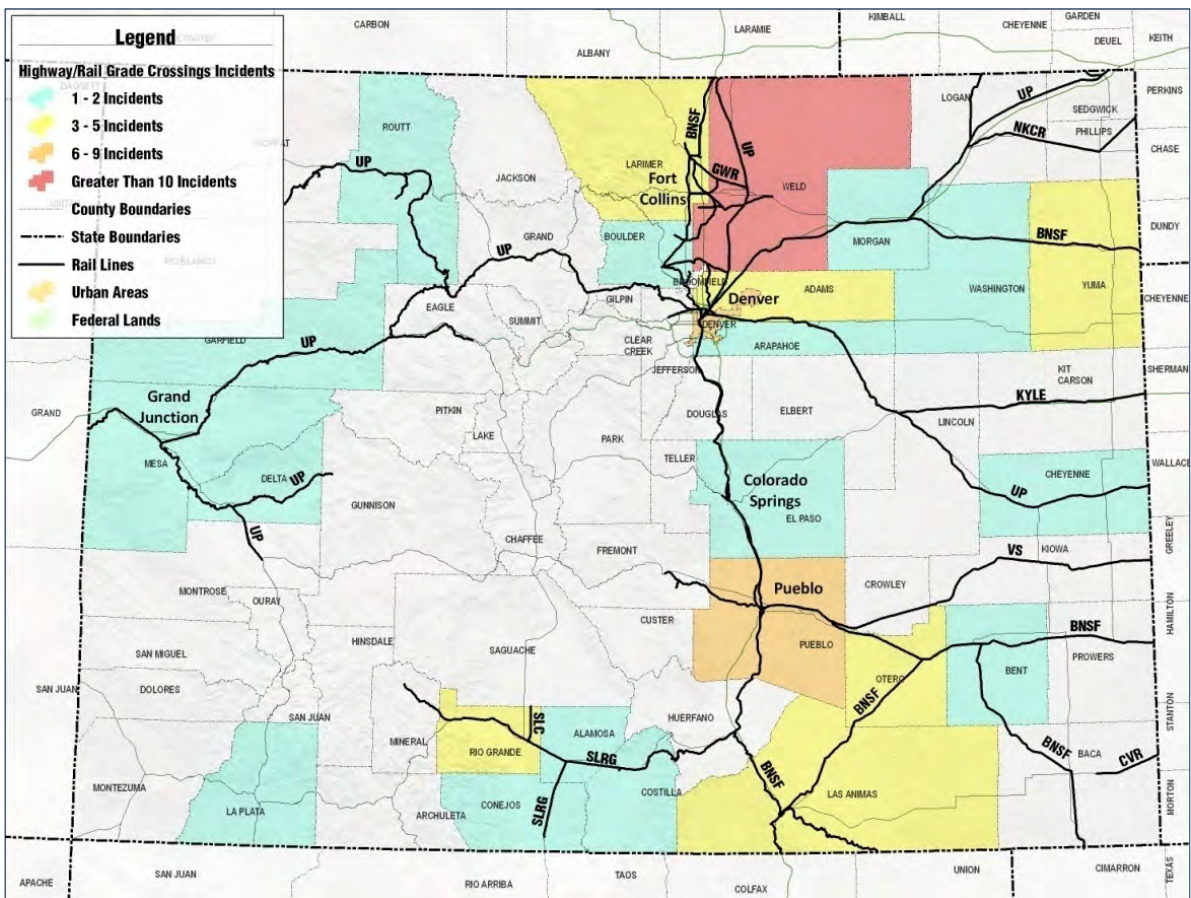 Legend
Highway/Rail Grade Crossings Incidents
1 - 2 Incidents
3 - 5 Incidents
6 - 9 Incidents
Greater Than 10 Incidents
County Boundaries
State Boundaries
Rail Lines
Urban Areas
Federal Lands
CARBON
ALBANY
LARAMIE
KIMBALL
CHEYENNE
GARDEN
DEUEL
KEITH
PERKINS
CHASE
DUNDY
CHEYENNE
SHERMAN
WALLACE
GREELEY
HAMILTON
STANTON
MORTON
TEXAS
ROUTT
JACKSON
LARIMER
Fort
Collins
BNSF
UP
GWR
WELD
LOGAN
UP
SEDGWICK
PHILLIPS
NKCR
UP
GRAND
UP
BOULDER
MORGAN
BNSF
WASHINGTON
YUMA
RIO BLANCO
BROOMFIELD
ADAMS
Denver
DENVER
EAGLE
SUMMIT
GILPIN
CLEAR
CREEK
ARAPAHOE
JEFFERSON
GARFIELD
UP
Grand
Junction
GRAND
PITKIN
LAKE
PARK
DOUGLAS
ELBERT
LINCOLN
KIT
CARSON
KYLE
TELLER
MESA
DELTA
UP
Colorado
Springs
EL PASO
CHEYENNE
UP
GUNNISON
UP
CHAFFEE
FREMONT
VS
KIOWA
MONTROSE
OURAY
Pueblo
CROWLEY
HINSDALE
CUSTER
PUEBLO
BNSF
SAN MIGUEL
SAGUACHE
PROWERS
OTERO
BENT
SAN JUAN
DOLORES
BNSF
SAN JUAN
HUERFANO
MINERAL
SLC
ALAMOSA
RIO GRANDE
SLRG
BNSF
BNSF
BACA
CVR
MONTEZUMA
LA PLATA
ARCHULETA
CONEJOS
SLRG
COSTILLA
LAS ANIMAS
APACHE
SAN JUAN
RIO ARRIBA
TAOS
COLFAX
UNION
CIMARRON